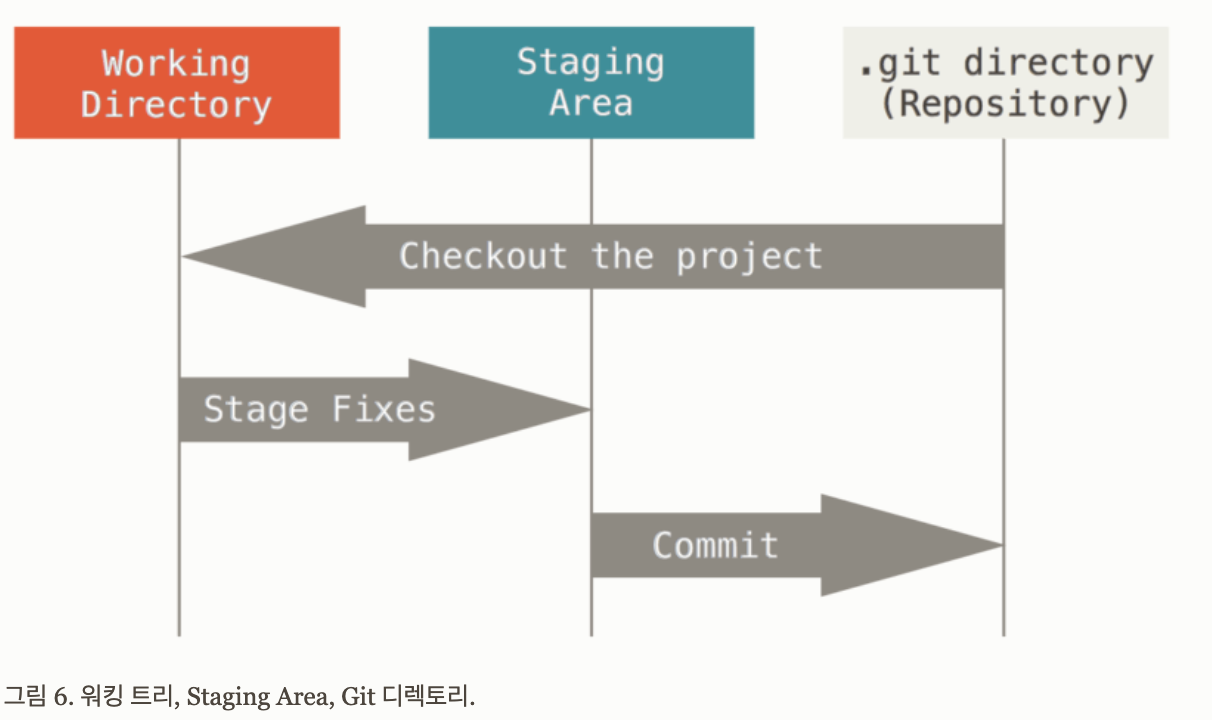 Working
Directory
Staging
Area
.git directory
(Repository)
Checkout the project
Stage Fixes
Commit
그림 6. 워킹 트리, Staging Area, Git 디렉토리.